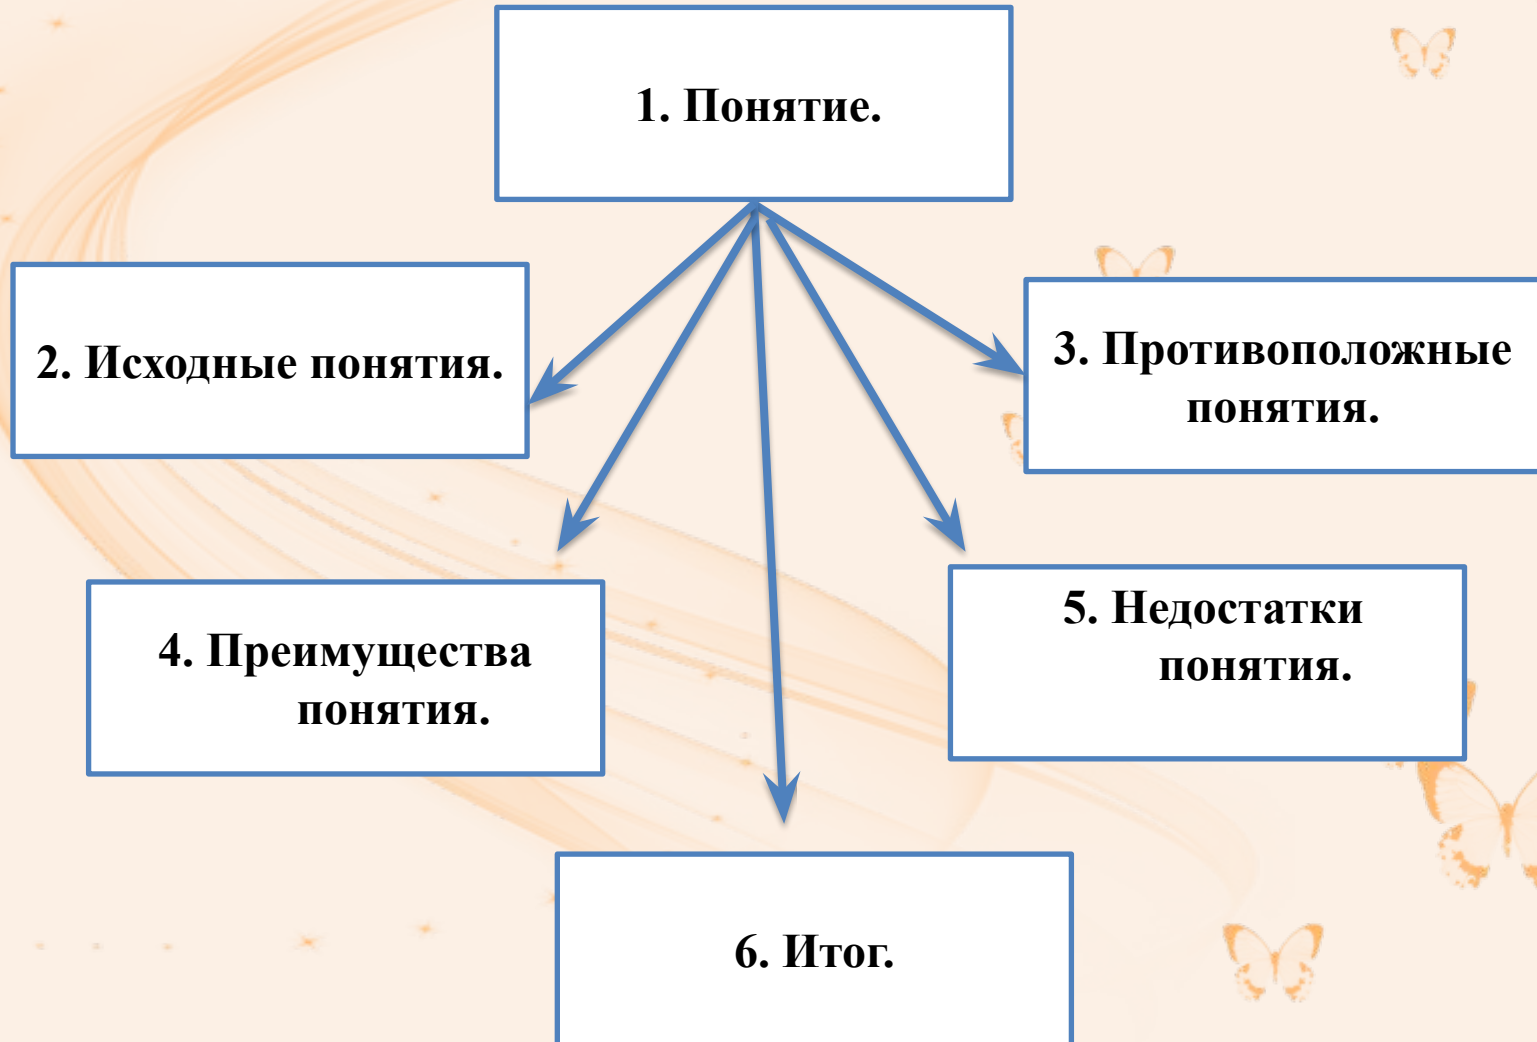 1. Понятие.
2. Исходные понятия.
3. Противоположные
понятия.
4. Преимущества
понятия.
5. Недостатки
понятия.
6. Итог.